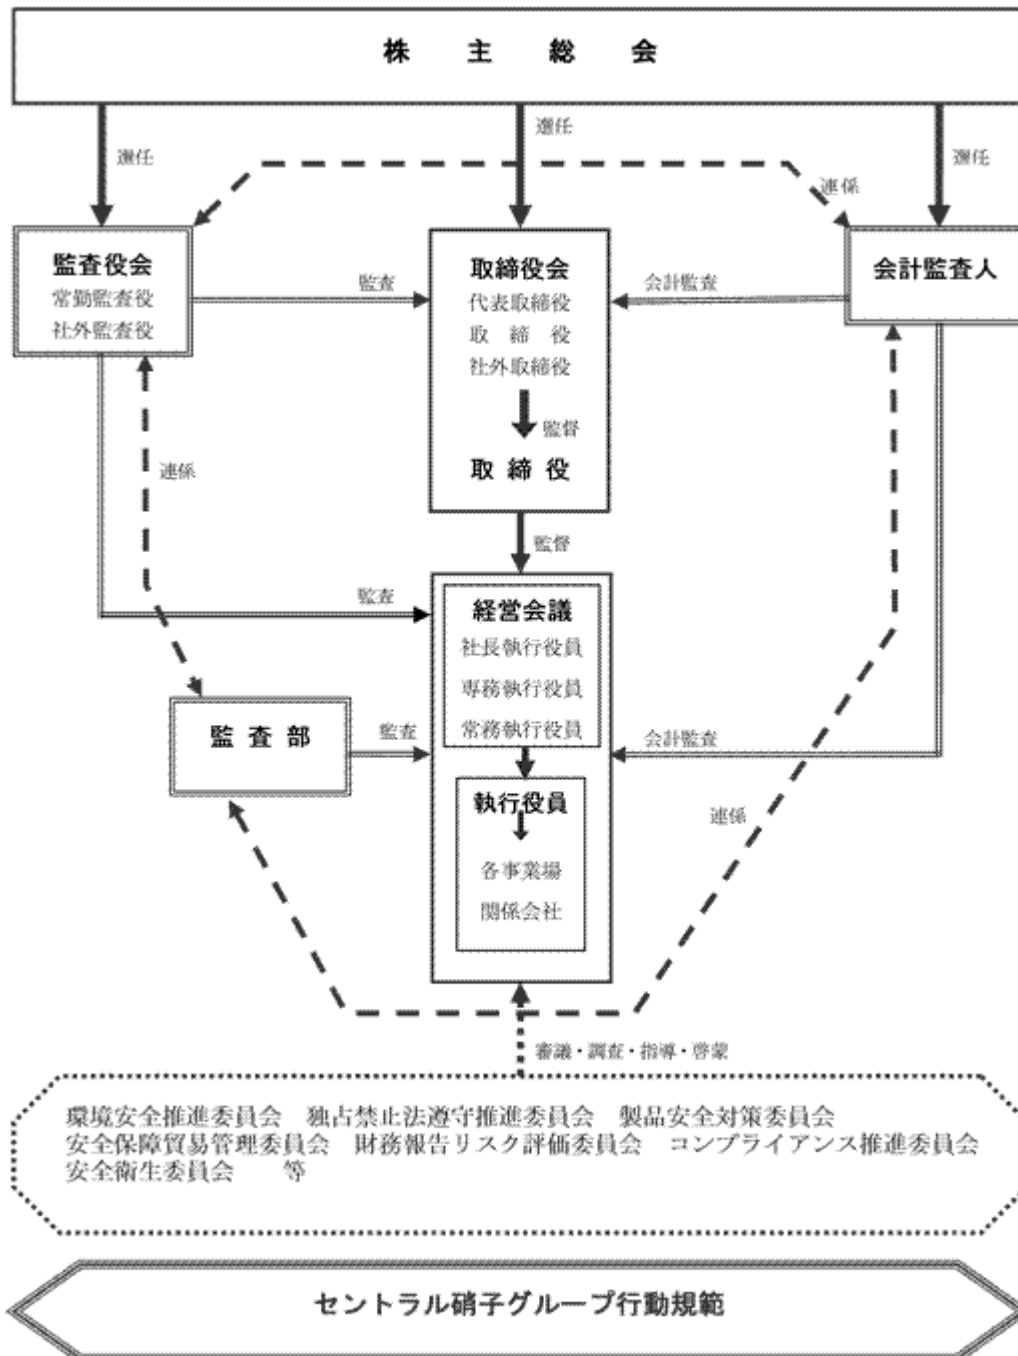 株主総会
選任
選任
選任
連係
監査役会
常勤監査役
社外監査役
監査
取締役会
代表取締役
取締役
社外取締役
監督
取締役
会計監査
会計監査人
連係
監督
監査
経営会議
社長執行役員
専務執行役員
常務執行役員
監査部
監査
会計監査
執行役員
各事業場
関係会社
連係
審議・調査・指導・啓蒙
環境安全推進委員会 独占禁止法遵守推進委員会 製品安全対策委員会
安全保障貿易管理委員会 財務報告リスク評価委員会 コンプライアンス推進委員会
安全衛生委員会 等
セントラル硝子グループ行動規範